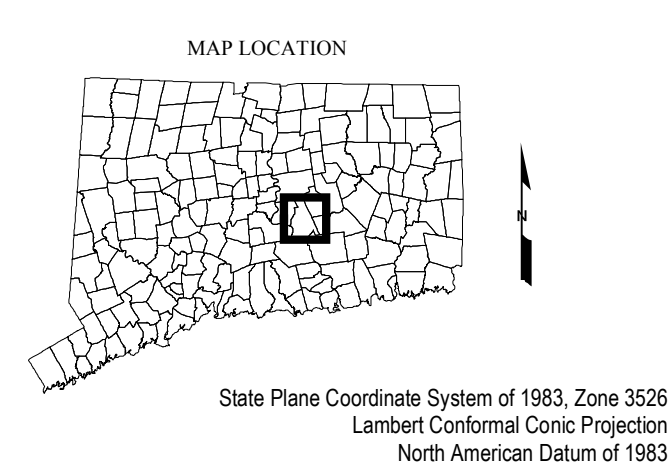 MAP LOCATION
N
State Plane Coordinate System of 1983, Zone 3526
Lambert Conformal Conic Projection
North American Datum of 1983